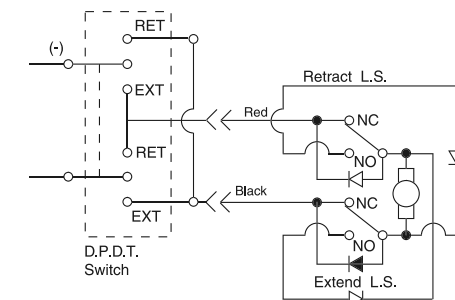 RET
(-)
EXT
Retract L.S.
Red
NC
RET
NO
Black
NC
EXT
NO
D.P.D.T.
Switch
Extend L.S.